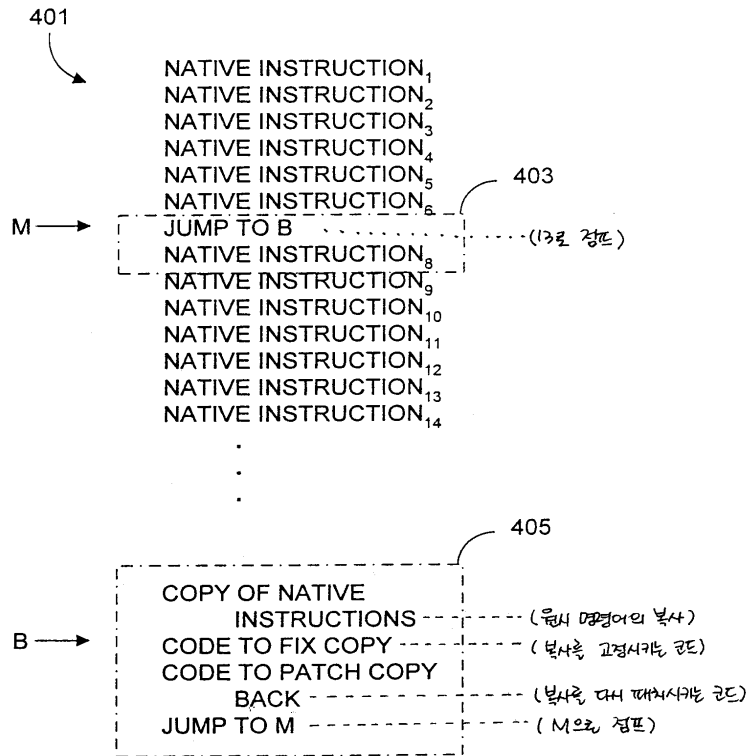 401
NATIVE INSTRUCTION₁
NATIVE INSTRUCTION₂
NATIVE INSTRUCTION₃
NATIVE INSTRUCTION₄
NATIVE INSTRUCTION₅
NATIVE INSTRUCTION₆
403
M
JUMP TO B
(B로 점프)
NATIVE INSTRUCTION₈
NATIVE INSTRUCTION₉
NATIVE INSTRUCTION₁₀
NATIVE INSTRUCTION₁₁
NATIVE INSTRUCTION₁₂
NATIVE INSTRUCTION₁₃
NATIVE INSTRUCTION₁₄
405
COPY OF NATIVE
INSTRUCTIONS (원시 명령어의 복사)
B
CODE TO FIX COPY (복사를 고정시키는 코드)
CODE TO PATCH COPY
BACK (복사를 다시 패치시키는 코드)
JUMP TO M (M으로 점프)